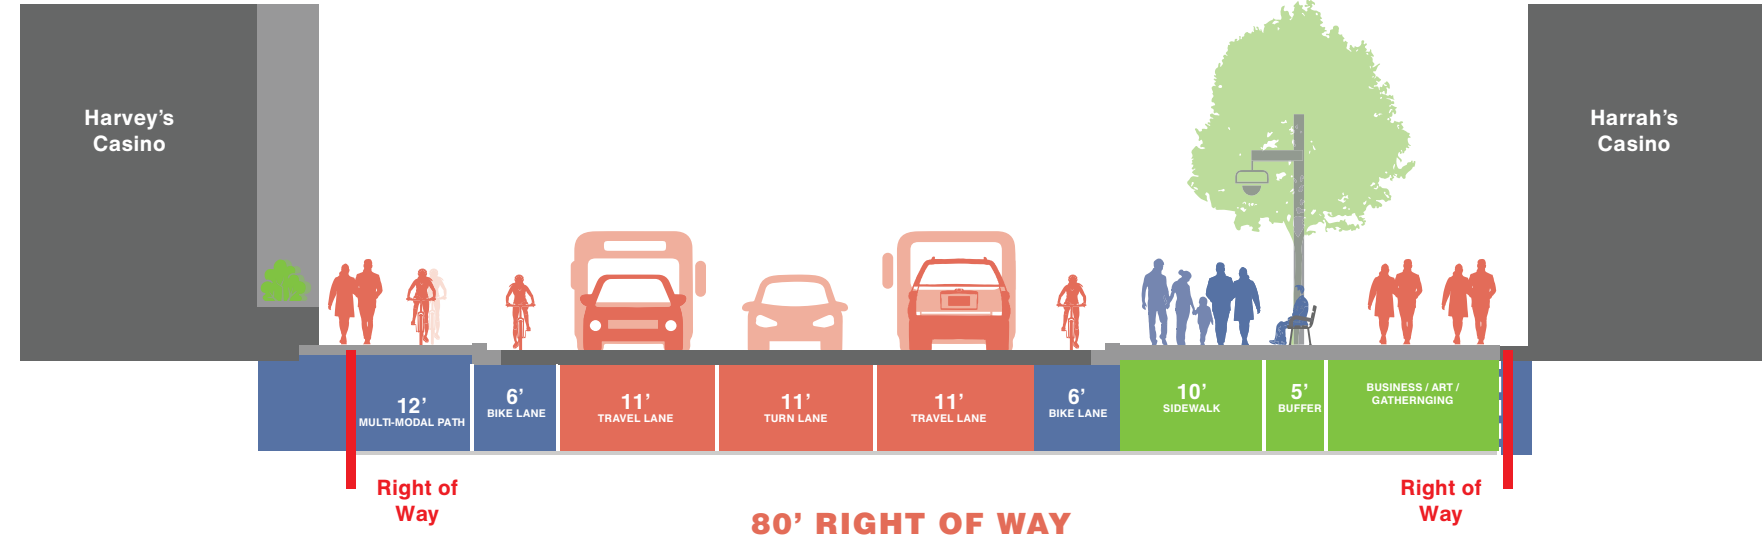 Harvey’s
Casino
Harrah’s
Casino
12’
MULTI-MODAL PATH
6’
BIKE LANE
11’
TRAVEL LANE
11’
TURN LANE
11’
TRAVEL LANE
6’
BIKE LANE
10’
SIDEWALK
5’
BUFFER
BUSINESS / ART /
GATHERNGING
Right of
Way
Right of
Way
80’ RIGHT OF WAY